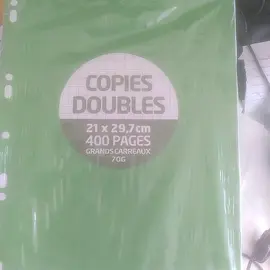 COPIES
DOUBLES
21 x 29,7cm
400 PAGES
GRANDS CARREAUX
70G